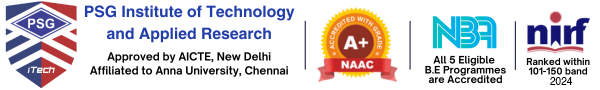 PSG
iTech
PSG Institute of Technology
and Applied Research
Approved by AICTE, New Delhi
Affiliated to Anna University, Chennai
ACCREDITED WITH GRADE
A+
NAAC
NBA
All 5 Eligible
B.E Programmes
are Accredited
nirf
Ranked within
101-150 band
2024